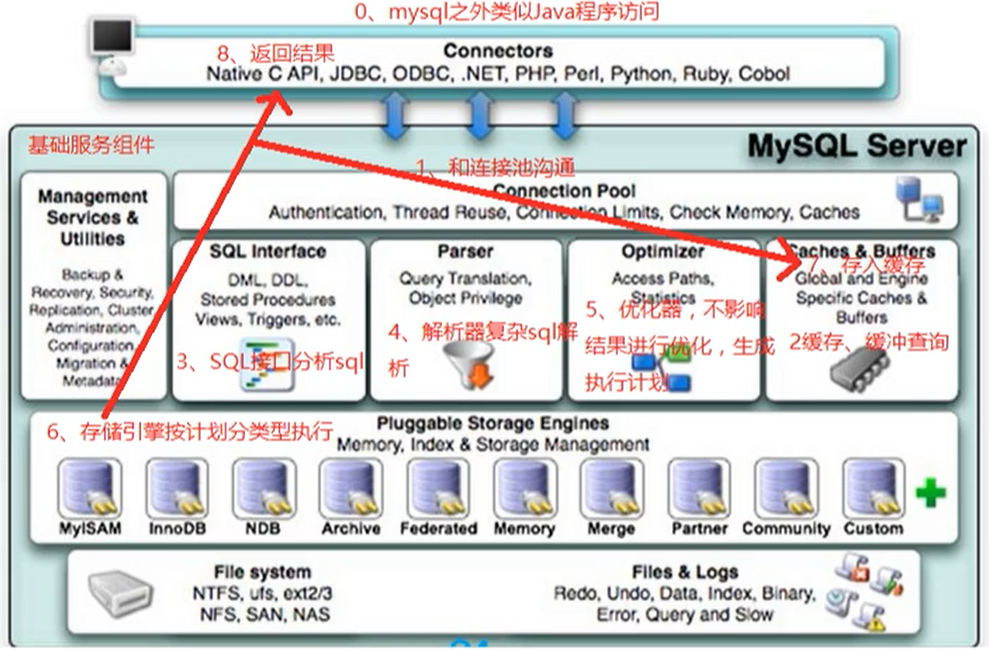 0、mysql之外类似Java程序访问
8、返回结果
Connectors
Native C API, JDBC, ODBC, .NET, PHP, Perl, Python, Ruby, Cobol
基础服务组件
MySQL Server
1、和连接池沟通
Connection Pool
Authentication, Thread Reuse, Connection Limits, Check Memory, Caches
Management
Services &
Utilities
Backup &
Recovery, Security,
Replication, Cluster
Administration,
Configuration,
Migration &
Metadata
SQL Interface
DML, DDL,
Stored Procedures
Views, Triggers, etc.
3、SQL接口分析sql
Parser
Query Translation,
Object Privilege
4、解析器复杂sql解
析
Optimizer
Access Paths,
Statistics
5、优化器，不影响
结果进行优化，生成
执行计划
Caches & Buffers
7、存入缓存
Global and Engine
Specific Caches &
Buffers
2缓存、缓冲查询
Pluggable Storage Engines
6、存储引擎按计划分类型执行
Memory, Index & Storage Management
MyISAM
InnoDB
NDB
Archive
Federated
Memory
Merge
Partner
Community
Custom
File system
NTFS, ufs, ext2/3
NFS, SAN, NAS
Files & Logs
Redo, Undo, Data, Index, Binary,
Error, Query and Slow